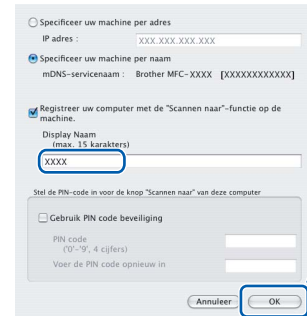 Specificeer uw machine per adres
IP adres : XXX.XXX.XXX.XXX
Specificeer uw machine per naam
mDNS-servicenaam : Brother MFC-XXXX [XXXXXXXXXXXX]
Registreer uw computer met de "Scannen naar"-functie op de
machine.
Display Naam
(max. 15 karakters)
XXXX
Stel de PIN-code in voor de knop "Scannen naar" van deze computer
Gebruik PIN code beveiliging
PIN code
('0'-'9', 4 cijfers)
Voer de PIN code opnieuw in
Annuleer OK